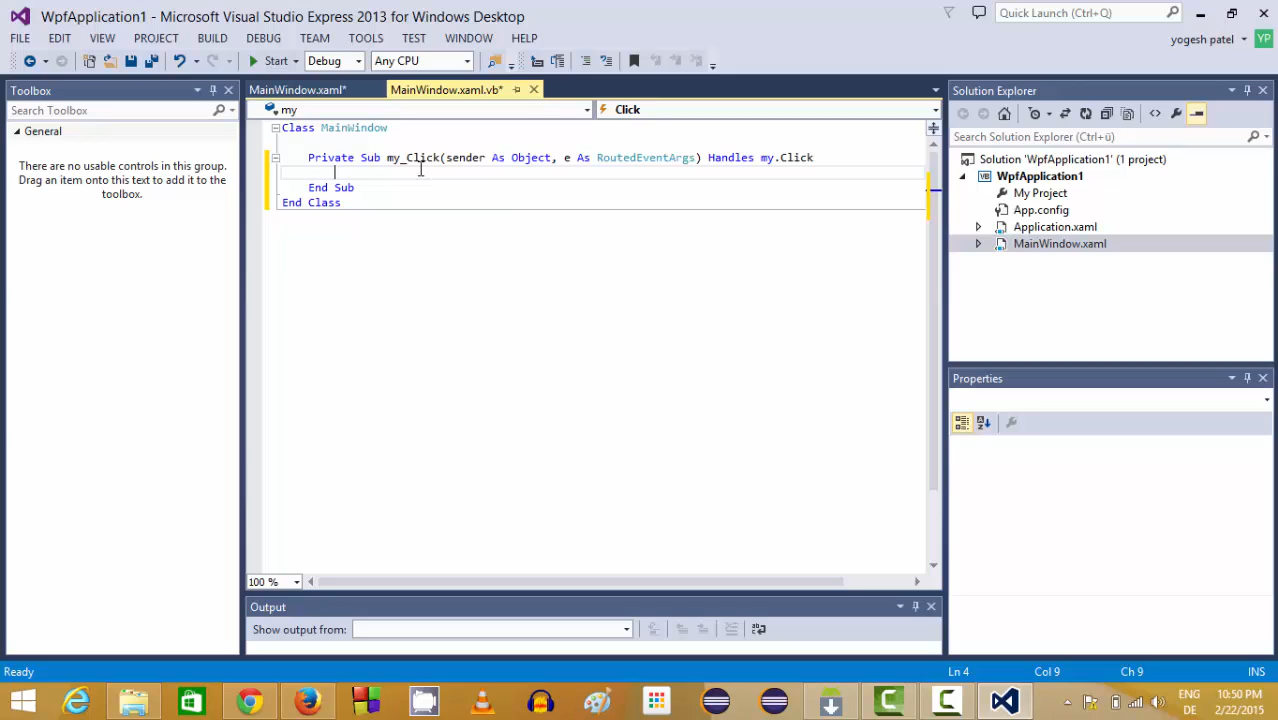 WpfApplication1 - Microsoft Visual Studio Express 2013 for Windows Desktop
Quick Launch (Ctrl+Q)
FILE EDIT VIEW PROJECT BUILD DEBUG TEAM TOOLS TEST WINDOW HELP
yogesh patel YP
Start Debug Any CPU
Toolbox
Search Toolbox
General
There are no usable controls in this group.
Drag an item onto this text to add it to the
toolbox.
MainWindow.xaml* MainWindow.xaml.vb*
my Click
Class MainWindow
Private Sub my_Click(sender As Object, e As RoutedEventArgs) Handles my.Click
End Sub
End Class
100 %
Output
Show output from:
Solution Explorer
Search Solution Explorer (Ctrl+ü)
Solution 'WpfApplication1' (1 project)
VB WpfApplication1
My Project
App.config
Application.xaml
MainWindow.xaml
Properties
Ready
Ln 4 Col 9 Ch 9 INS
ENG 10:50 PM
DE 2/22/2015